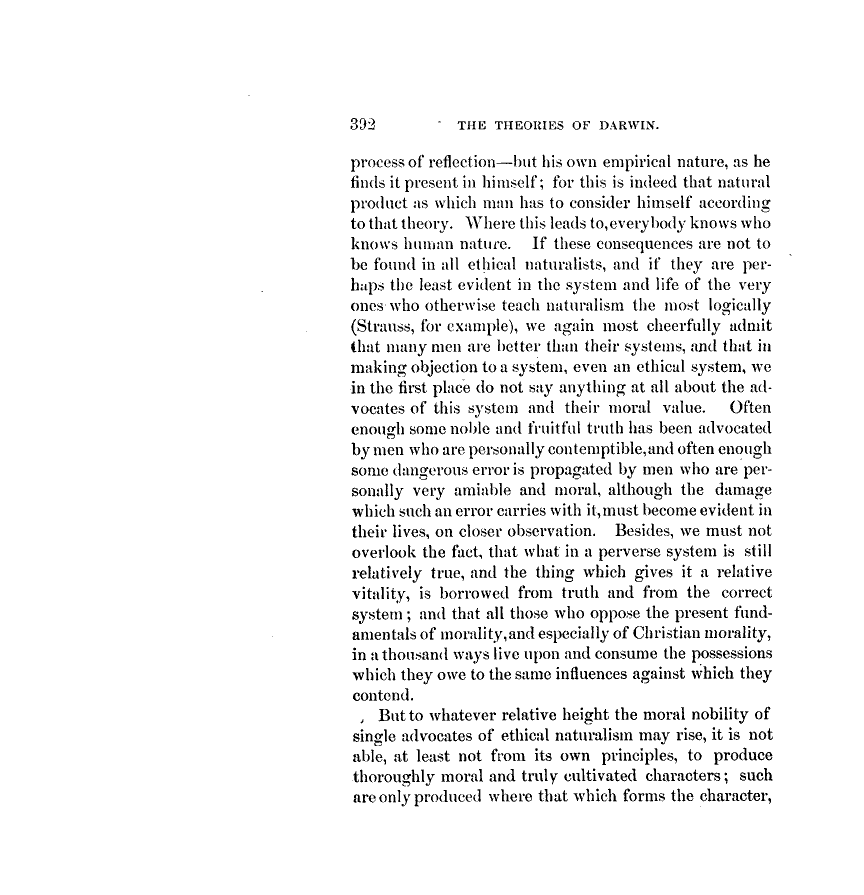 392 THE THEORIES OF DARWIN.
process of reflection—but his own empirical nature, as he
finds it present in himself; for this is indeed that natural
product as which man has to consider himself according
to that theory. Where this leads to, everybody knows who
knows human nature. If these consequences are not to
be found in all ethical naturalists, and if they are per-
haps the least evident in the system and life of the very
ones who otherwise teach naturalism the most logically
(Strauss, for example), we again most cheerfully admit
that many men are better than their systems, and that in
making objection to a system, even an ethical system, we
in the first place do not say anything at all about the ad-
vocates of this system and their moral value. Often
enough some noble and fruitful truth has been advocated
by men who are personally contemptible, and often enough
some dangerous error is propagated by men who are per-
sonally very amiable and moral, although the damage
which such an error carries with it, must become evident in
their lives, on closer observation. Besides, we must not
overlook the fact, that what in a perverse system is still
relatively true, and the thing which gives it a relative
vitality, is borrowed from truth and from the correct
system; and that all those who oppose the present fund-
amentals of morality, and especially of Christian morality,
in a thousand ways live upon and consume the possessions
which they owe to the same influences against which they
contend.
But to whatever relative height the moral nobility of
single advocates of ethical naturalism may rise, it is not
able, at least not from its own principles, to produce
thoroughly moral and truly cultivated characters; such
are only produced where that which forms the character,